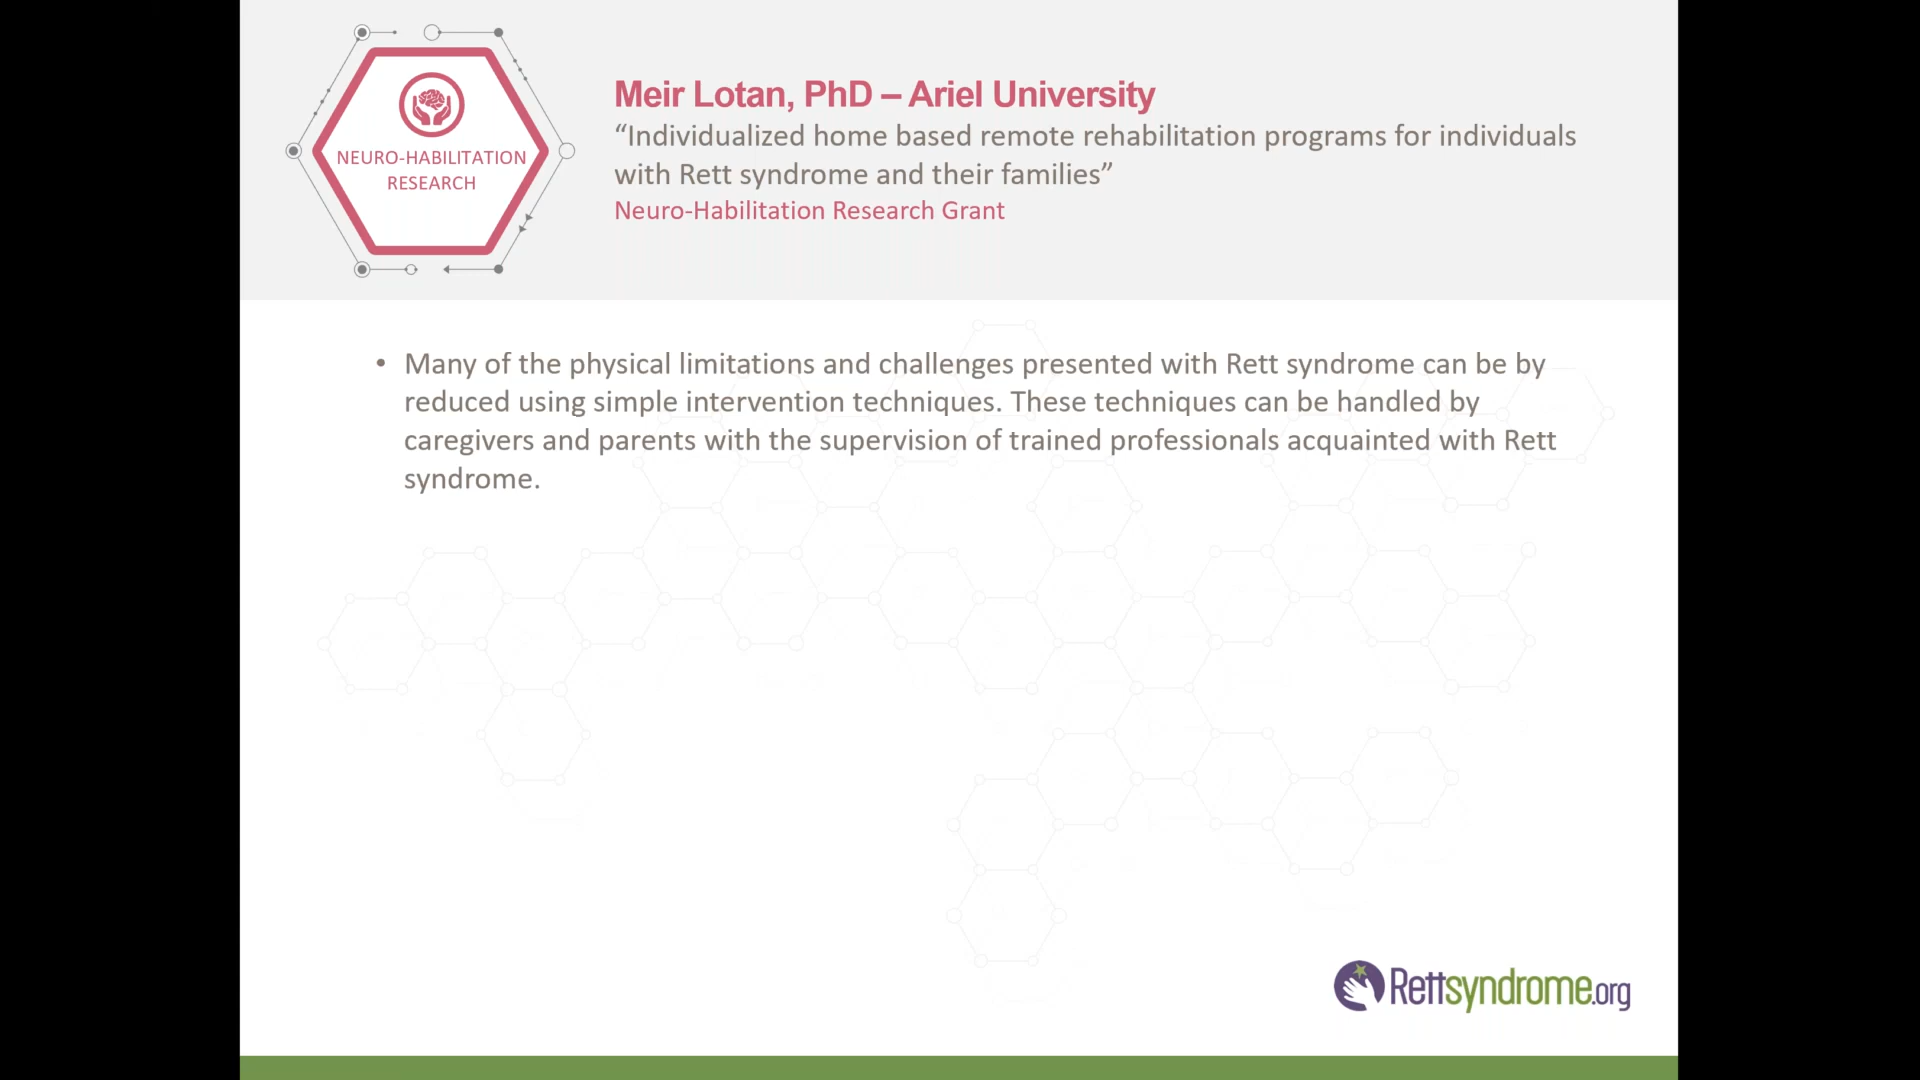 NEURO-HABILITATION
RESEARCH
Meir Lotan, PhD – Ariel University
“Individualized home based remote rehabilitation programs for individuals
with Rett syndrome and their families”
Neuro-Habilitation Research Grant
• Many of the physical limitations and challenges presented with Rett syndrome can be by
reduced using simple intervention techniques. These techniques can be handled by
caregivers and parents with the supervision of trained professionals acquainted with Rett
syndrome.
Rettsyndrome.org